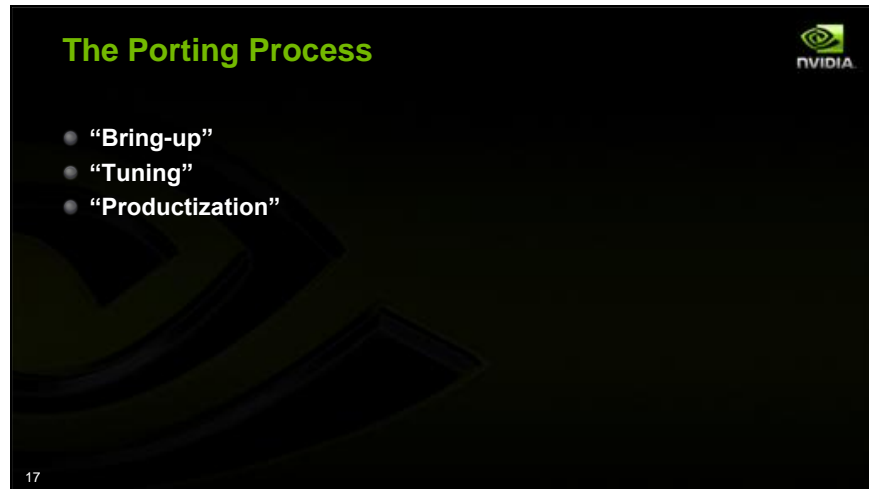 The Porting Process
NVIDIA.
“Bring-up”
“Tuning”
“Productization”
17